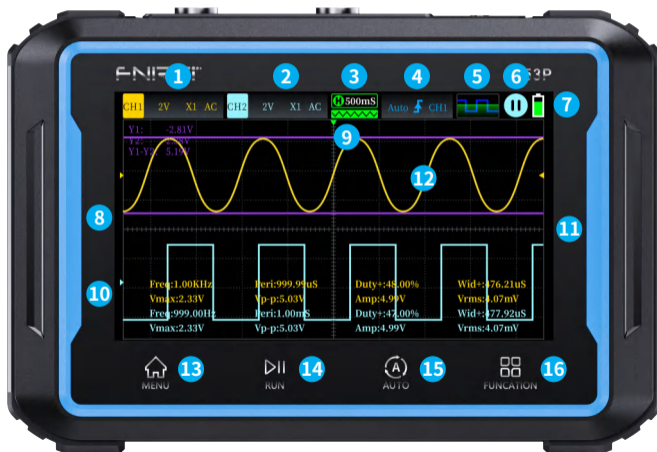 FNIRSI
1 2 3 4 5 6 S3P
CH1 2V X1 AC CH2 2V X1 AC H 500mS Auto CH1 7
Y1: -2.81V 9
Y2:
Y1-Y2 5.19V 12
8 11
10
Freq:1.00KHz Peri:999.99uS Duty+:48.00% Wid+:476.21uS
Vmax:2.33V Vp-p:5.03V Amp:4.99V Vrms:4.07mV
Freq:999.00Hz Peri:1.00mS Duty+:47.00% Wid+:477.92uS
Vmax:2.33V Vp-p:5.03V Amp:4.99V Vrms:4.07mV
13 14 A 15 16
MENU RUN AUTO FUNCATION